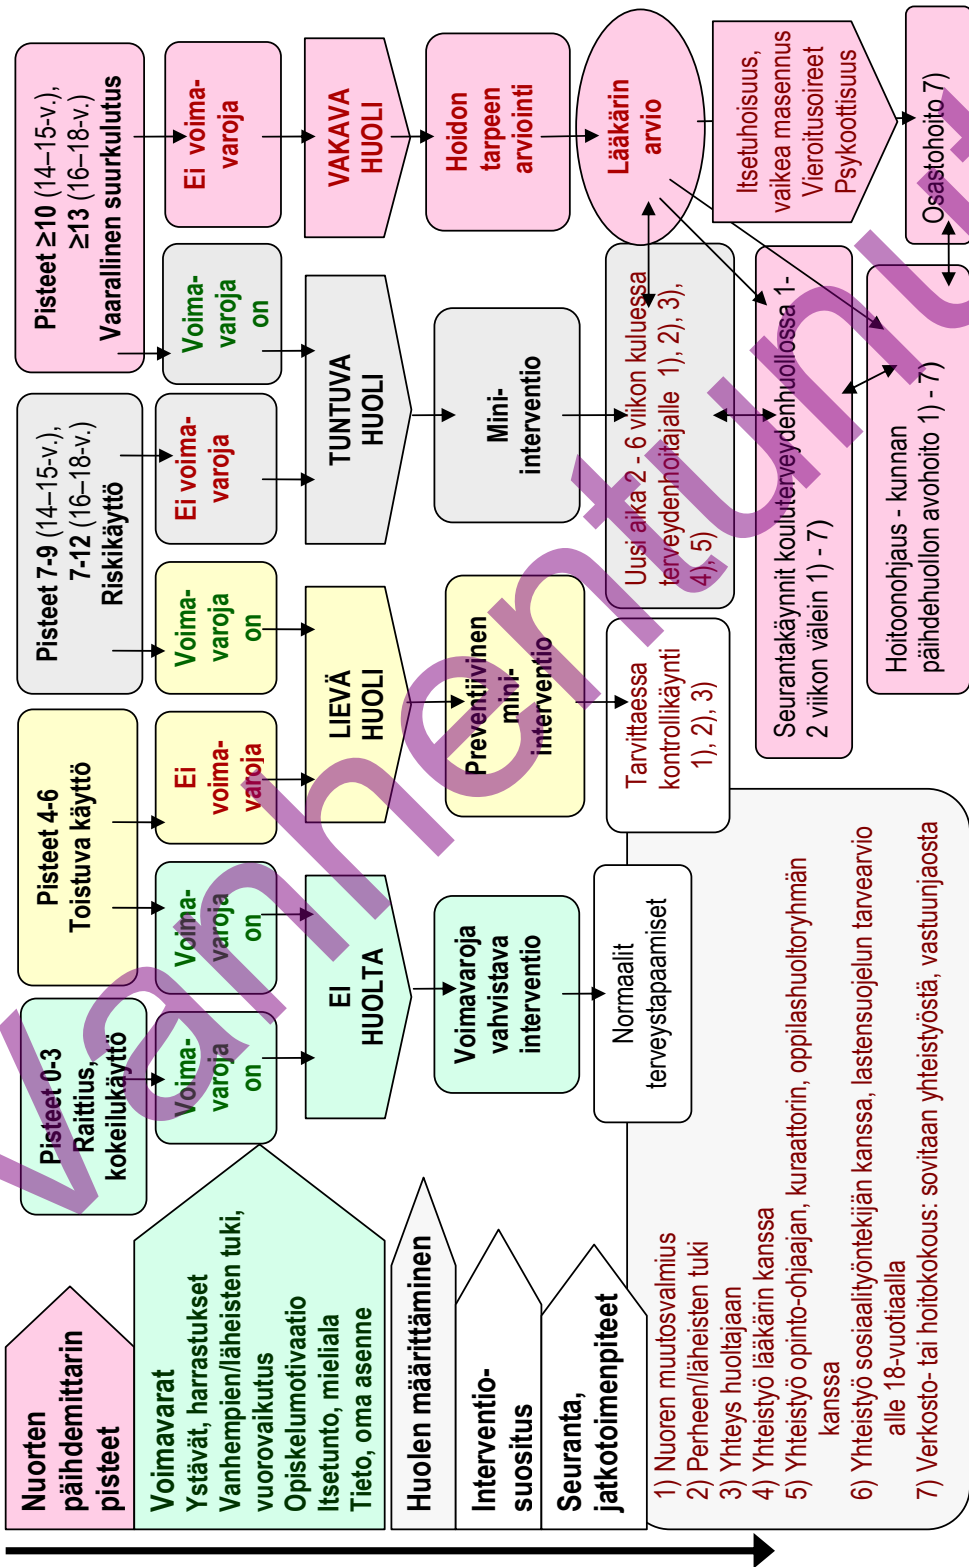 Nuorten
päihdemittarin
pisteet
Pisteet 0-3
Raittius,
kokeilukäyttö
Pisteet 4-6
Toistuva käyttö
Pisteet 7-9 (14–15-v.),
7-12 (16–18-v.)
Riskikäyttö
Pisteet ≥10 (14–15-v.),
≥13 (16–18-v.)
Vaarallinen suurkulutus
Voimavarat
Ystävät, harrastukset
Vanhempien/läheisten tuki,
vuorovaikutus
Opiskelumotivaatio
Itsetunto, mieliala
Tieto, oma asenne
Voima-
varoja
on
Voima-
varoja
on
Ei
voima-
varoja
Voima-
varoja
on
Ei voima-
varoja
Voima-
varoja
on
Ei voima-
varoja
Huolen määrittäminen
EI
HUOLTA
LIEVÄ
HUOLI
TUNTUVA
HUOLI
VAKAVA
HUOLI
Interventio-
suositus
Voimavaroja
vahvistava
interventio
Preventiivinen
mini-
interventio
Mini-
interventio
Hoidon
tarpeen
arviointi
Seuranta,
jatkotoimenpiteet
Normaalit
terveystapaamiset
Tarvittaessa
kontrollikäynti
1), 2), 3)
Uusi aika 2 - 6 viikon kuluessa
terveydenhoitajalle 1), 2), 3),
4), 5)
Lääkärin
arvio
Itsetuhoisuus,
vaikea masennus
Vieroitusoireet
Psykoottisuus
Seurantakäynnit kouluterveydenhuollossa 1-
2 viikon välein 1) - 7)
Hoitoonohjaus - kunnan
päihdehuollon avohoito 1) - 7)
Osastohoito 7)
1) Nuoren muutosvalmius
2) Perheen/läheisten tuki
3) Yhteys huoltajaan
4) Yhteistyö lääkärin kanssa
5) Yhteistyö opinto-ohjaajan, kuraattorin, oppilashuoltoryhmän
kanssa
6) Yhteistyö sosiaalityöntekijän kanssa, lastensuojelun tarvearvio
alle 18-vuotiaalla
7) Verkosto- tai hoitokokous: sovitaan yhteistyöstä, vastuunjaosta
Vanhentunut